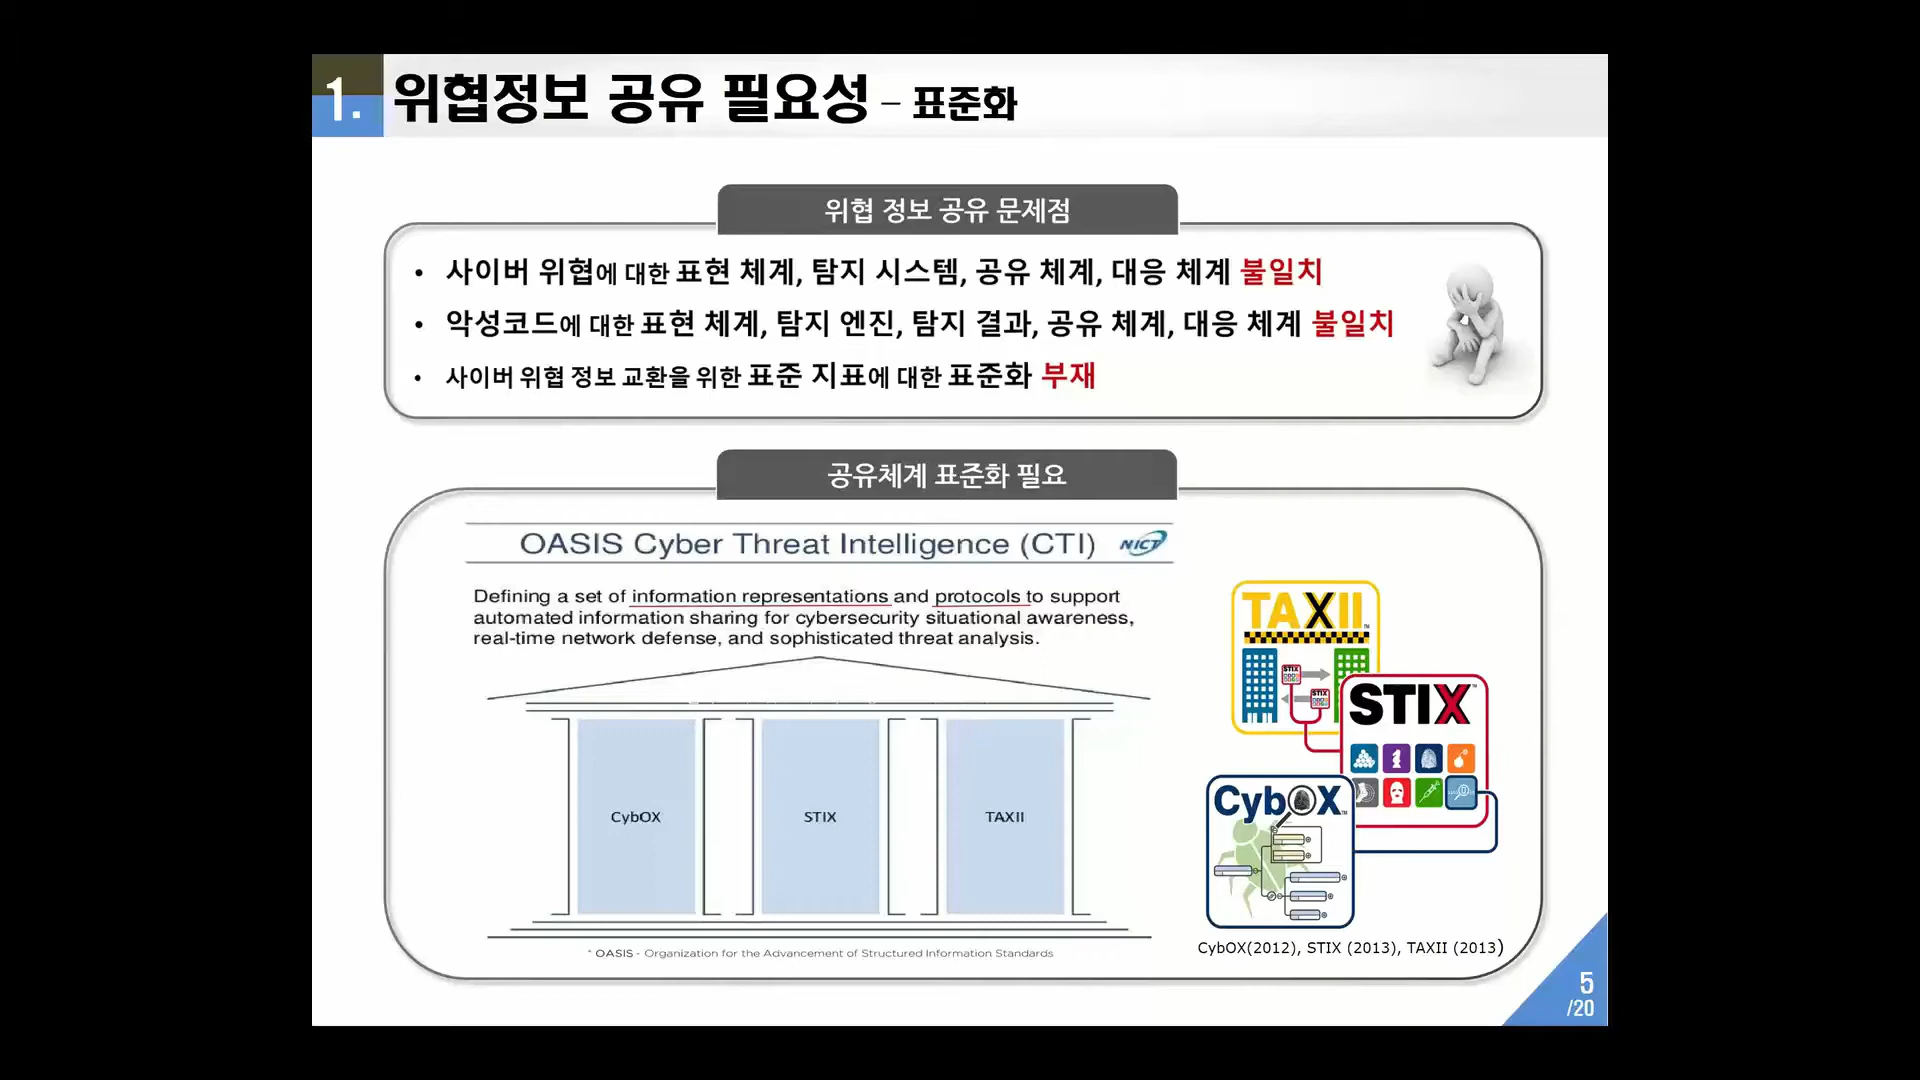 1. 위협정보 공유 필요성 – 표준화
위협 정보 공유 문제점
• 사이버 위협에 대한 표현 체계, 탐지 시스템, 공유 체계, 대응 체계 불일치
• 악성코드에 대한 표현 체계, 탐지 엔진, 탐지 결과, 공유 체계, 대응 체계 불일치
• 사이버 위협 정보 교환을 위한 표준 지표에 대한 표준화 부재
공유체계 표준화 필요
OASIS Cyber Threat Intelligence (CTI) NICT
Defining a set of information representations and protocols to support
automated information sharing for cybersecurity situational awareness,
real-time network defense, and sophisticated threat analysis.
CybOX STIX TAXII
* OASIS - Organization for the Advancement of Structured Information Standards
TAXII™
STIX
STIX
STIX™
CybOX™
CybOX(2012), STIX (2013), TAXII (2013)
5
/20